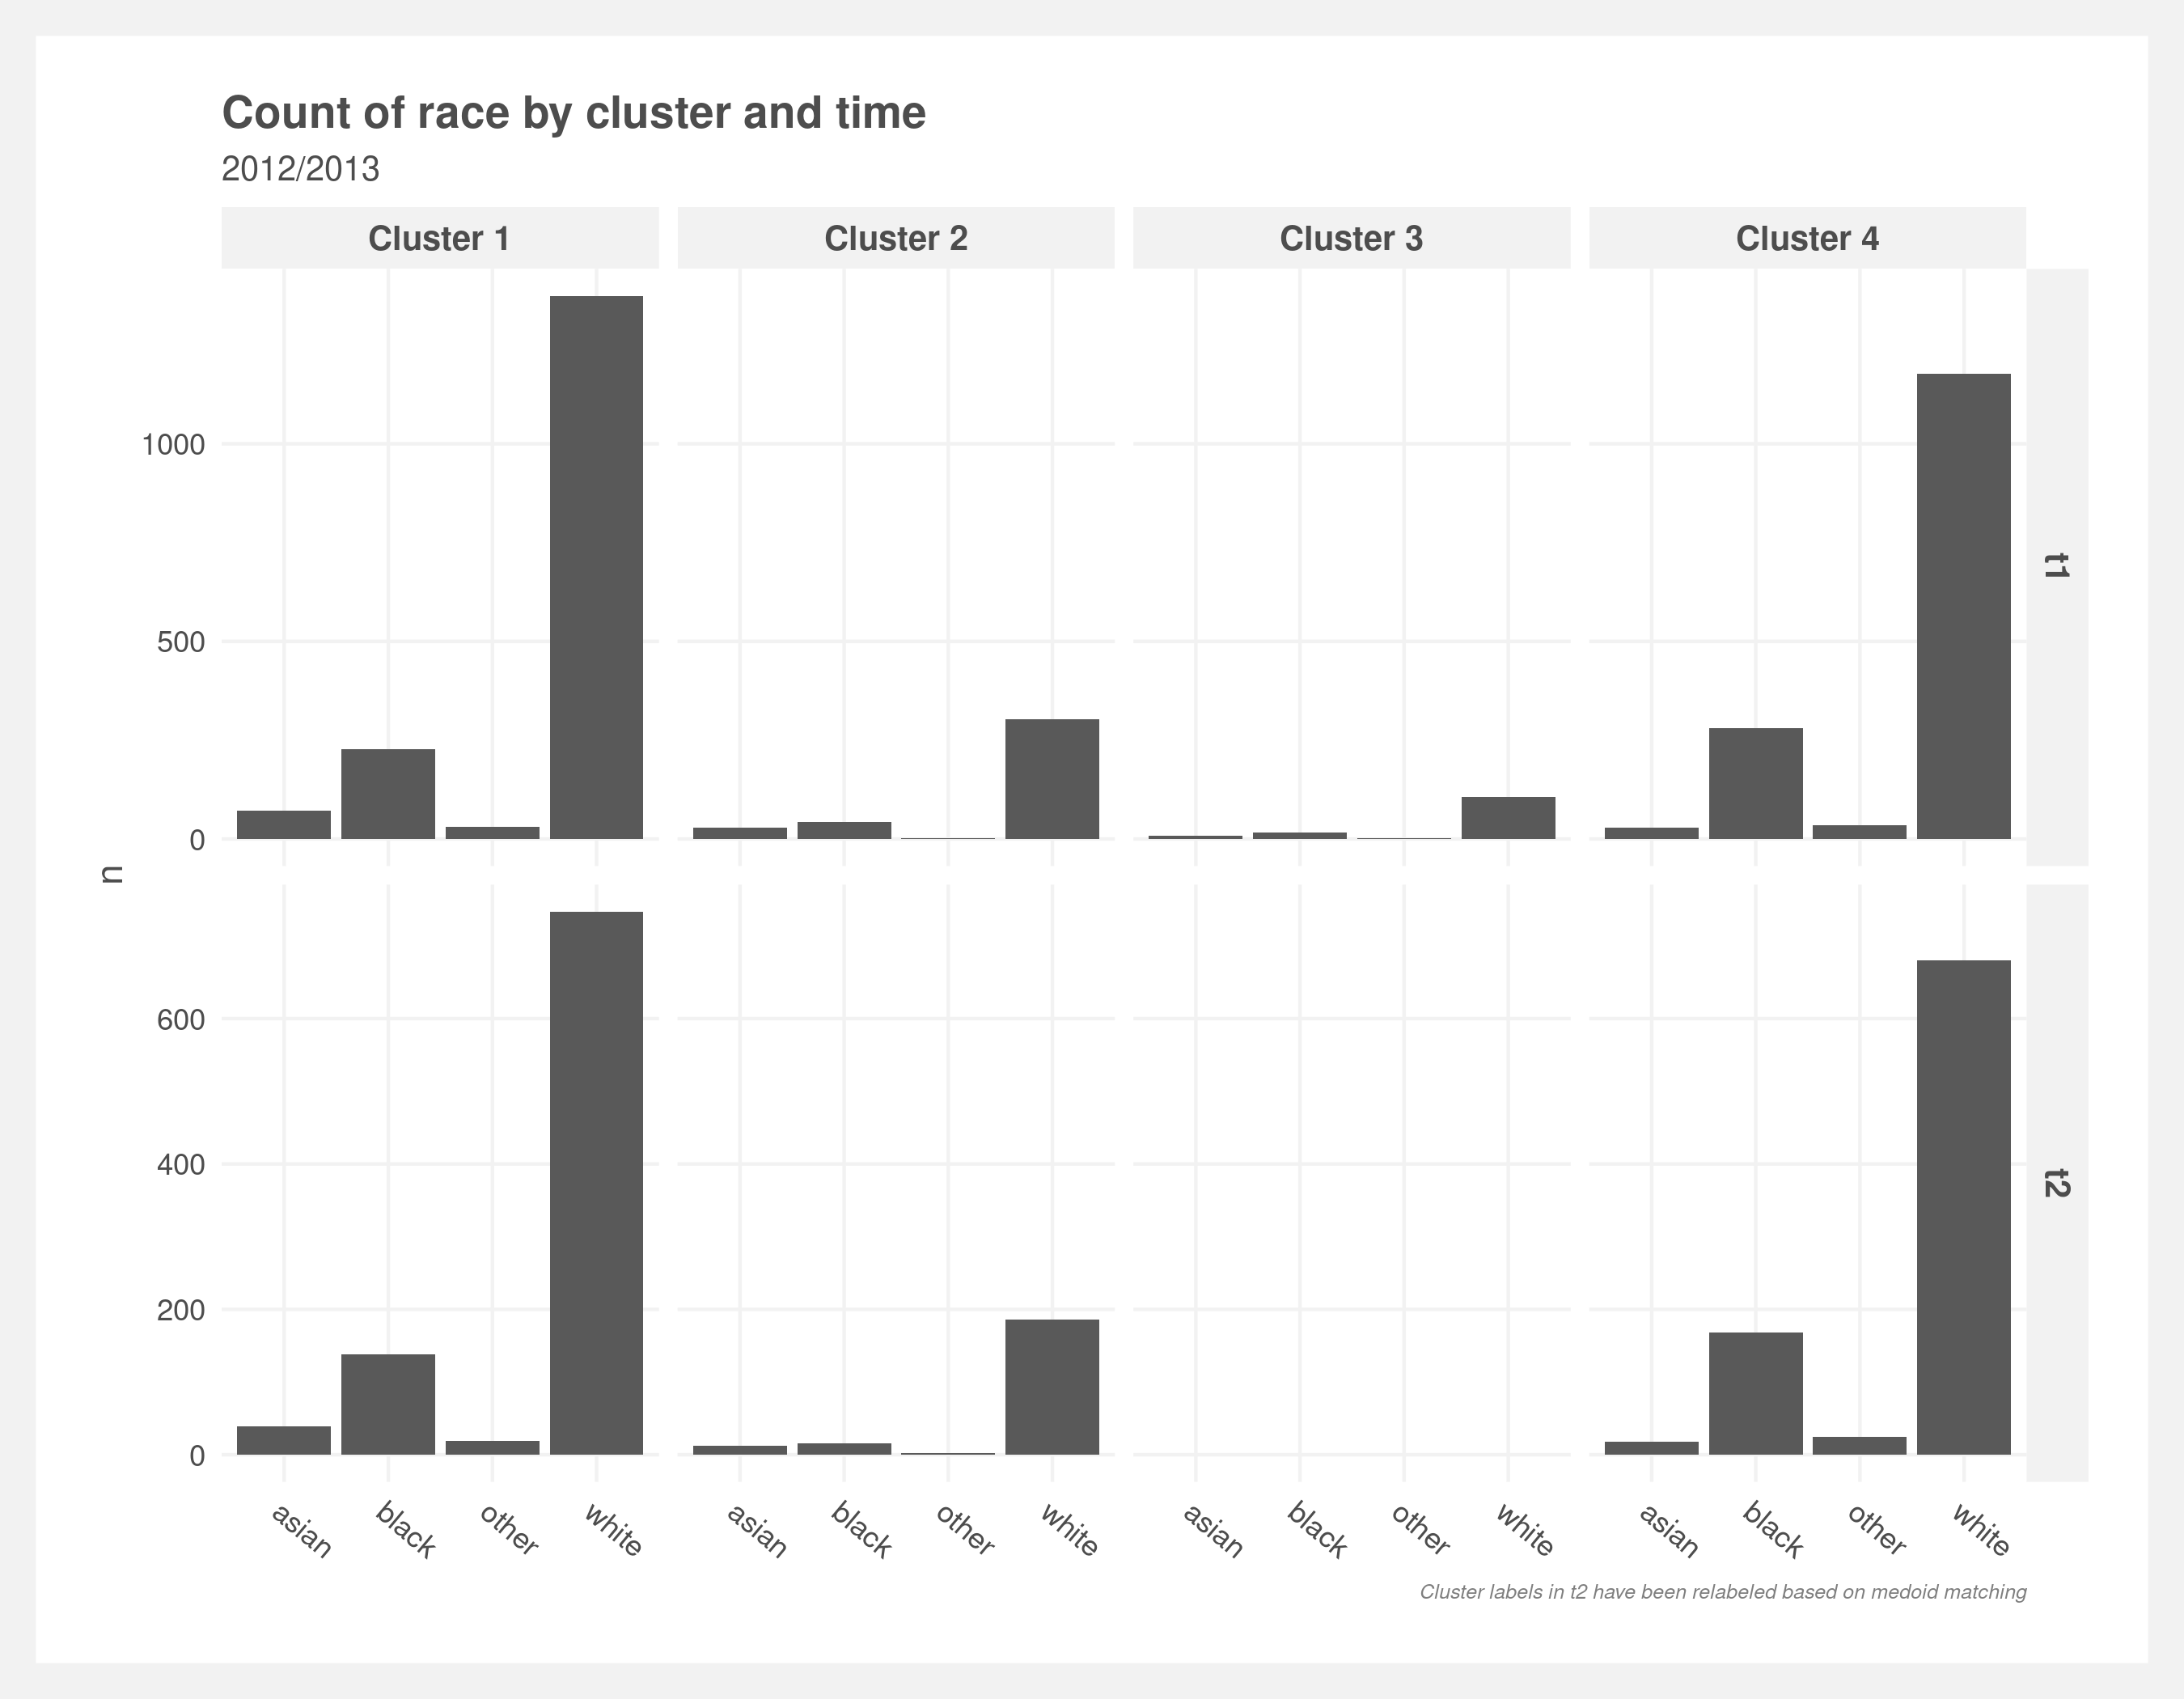 Count of race by cluster and time
2012/2013
Cluster 1 Cluster 2 Cluster 3 Cluster 4
1000
500
0
t1
n
600
400
200
0
t2
asian black other white asian black other white asian black other white asian black other white
Cluster labels in t2 have been relabeled based on medoid matching